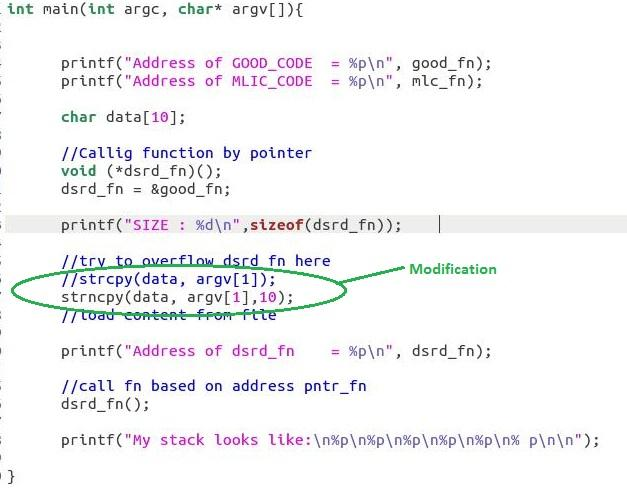 int main(int argc, char* argv[]){
printf("Address of GOOD_CODE  = %p\n", good_fn);
printf("Address of MLIC_CODE  = %p\n", mlc_fn);
char data[10];
//Callig function by pointer
void (*dsrd_fn)();
dsrd_fn = &good_fn;
printf("SIZE : %d\n",sizeof(dsrd_fn));
//try to overflow dsrd fn here
//strcpy(data, argv[1]);
Modification
strncpy(data, argv[1],10);
//load content from file
printf("Address of dsrd_fn    = %p\n", dsrd_fn);
//call fn based on address pntr_fn
dsrd_fn();
printf("My stack looks like:\n%p\n%p\n%p\n%p\n%p\n% p\n\n");
}